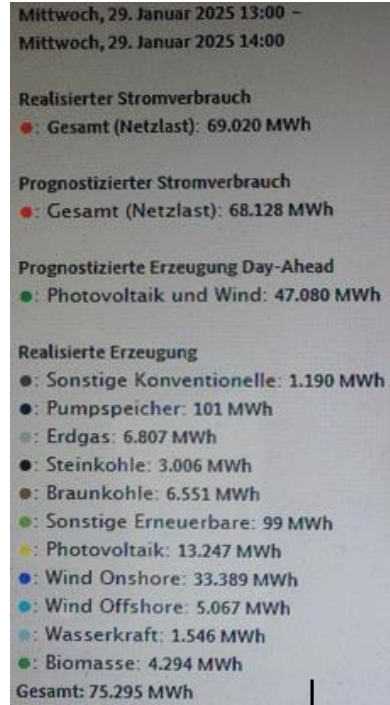 Mittwoch, 29. Januar 2025 13:00 –
Mittwoch, 29. Januar 2025 14:00
Realisierter Stromverbrauch
●: Gesamt (Netzlast): 69.020 MWh
Prognostizierter Stromverbrauch
●: Gesamt (Netzlast): 68.128 MWh
Prognostizierte Erzeugung Day-Ahead
●: Photovoltaik und Wind: 47.080 MWh
Realisierte Erzeugung
●: Sonstige Konventionelle: 1.190 MWh
●: Pumpspeicher: 101 MWh
●: Erdgas: 6.807 MWh
●: Steinkohle: 3.006 MWh
●: Braunkohle: 6.551 MWh
●: Sonstige Erneuerbare: 99 MWh
●: Photovoltaik: 13.247 MWh
●: Wind Onshore: 33.389 MWh
●: Wind Offshore: 5.067 MWh
●: Wasserkraft: 1.546 MWh
●: Biomasse: 4.294 MWh
Gesamt: 75.295 MWh